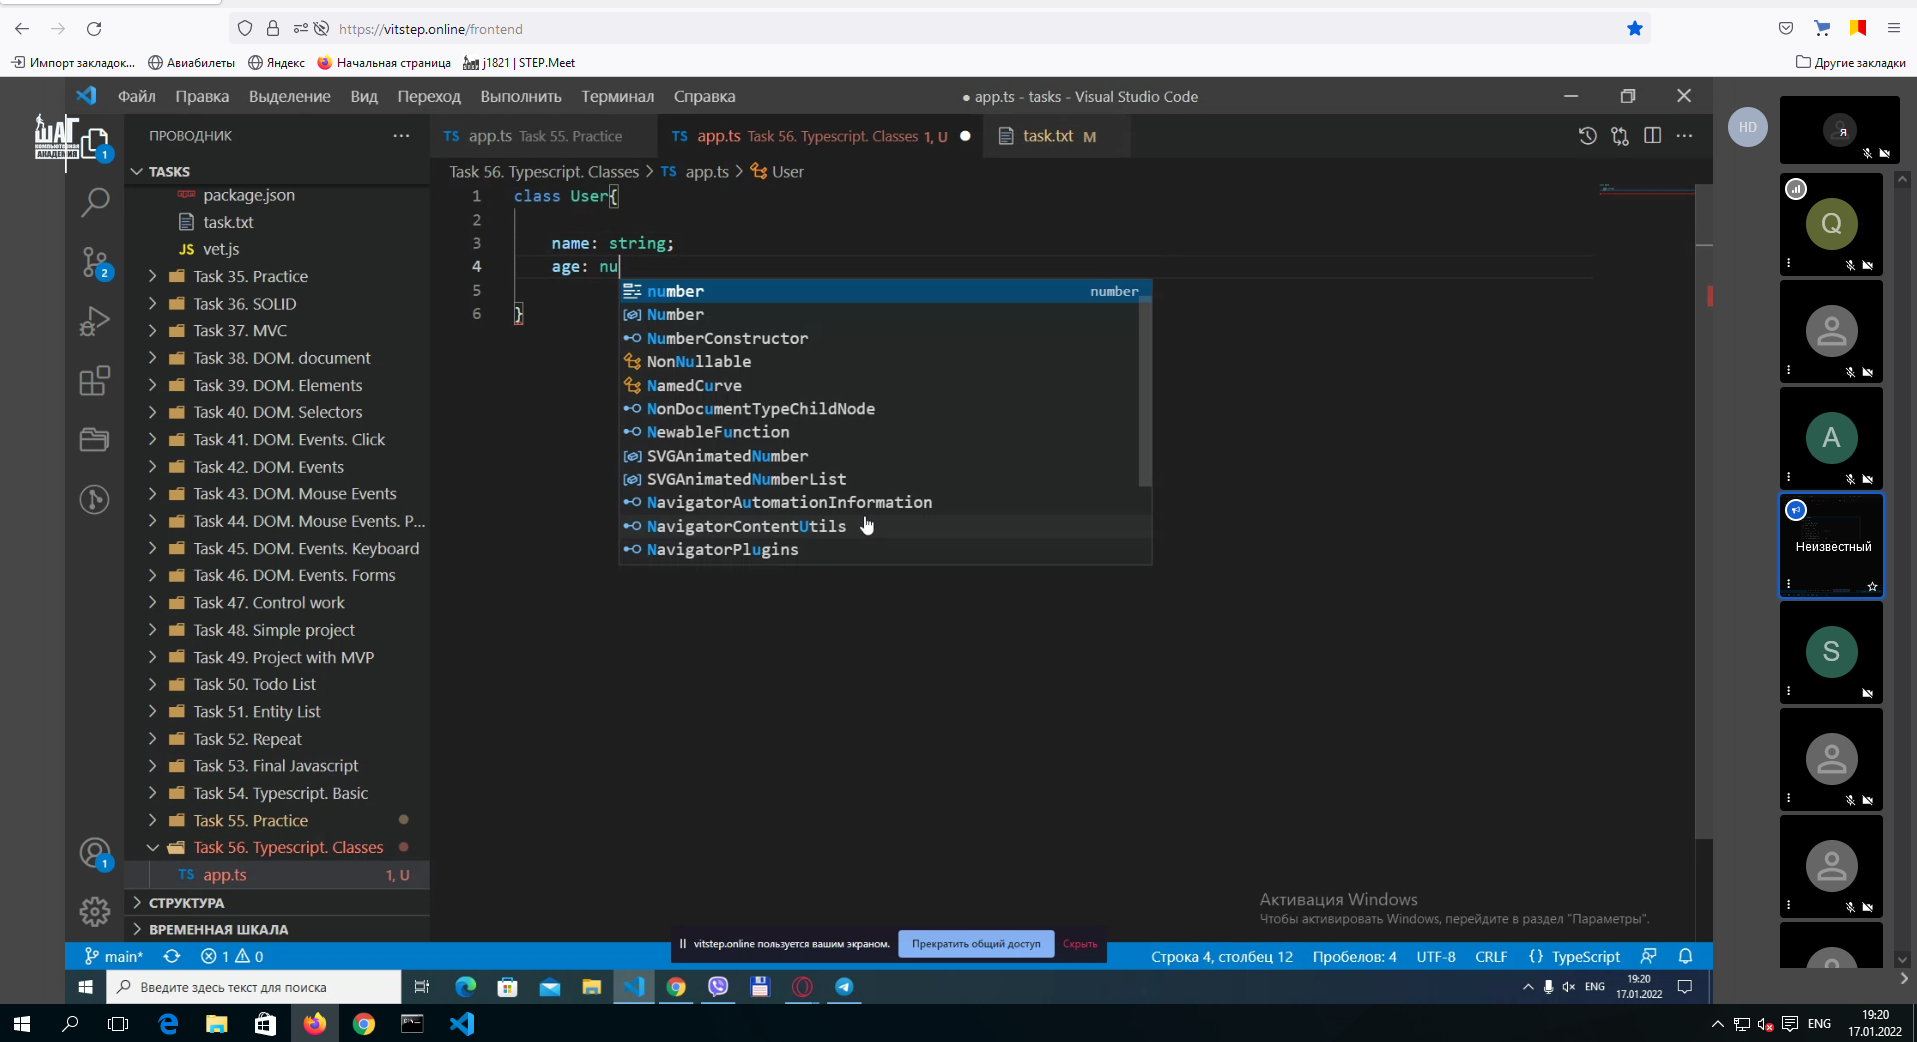 https://vitstep.online/frontend
Импорт закладок...
Авиабилеты
Яндекс
Начальная страница
j1821 | STEP.Meet
Другие закладки
Файл
Правка
Выделение
Вид
Переход
Выполнить
Терминал
Справка
● app.ts - tasks - Visual Studio Code
ШАГ
КОМПЬЮТЕРНАЯ
АКАДЕМИЯ
1
ПРОВОДНИК
TS app.ts Task 55. Practice
TS app.ts Task 56. Typescript. Classes 1, U
task.txt M
TASKS
Task 56. Typescript. Classes > TS app.ts > User
package.json
task.txt
JS vet.js
Task 35. Practice
Task 36. SOLID
Task 37. MVC
Task 38. DOM. document
Task 39. DOM. Elements
Task 40. DOM. Selectors
Task 41. DOM. Events. Click
Task 42. DOM. Events
Task 43. DOM. Mouse Events
Task 44. DOM. Mouse Events. P...
Task 45. DOM. Events. Keyboard
Task 46. DOM. Events. Forms
Task 47. Control work
Task 48. Simple project
Task 49. Project with MVP
Task 50. Todo List
Task 51. Entity List
Task 52. Repeat
Task 53. Final Javascript
Task 54. Typescript. Basic
Task 55. Practice
Task 56. Typescript. Classes
TS app.ts 1, U
СТРУКТУРА
ВРЕМЕННАЯ ШКАЛА
2
1
1 class User{
2
3 name: string;
4 age: nu
5
6 }
number number
Number
NumberConstructor
NonNullable
NamedCurve
NonDocumentTypeChildNode
NewableFunction
SVGAnimatedNumber
SVGAnimatedNumberList
NavigatorAutomationInformation
NavigatorContentUtils
NavigatorPlugins
Активация Windows
Чтобы активировать Windows, перейдите в раздел "Параметры".
HD
Я
Q
A
Неизвестный
S
vitstep.online пользуется вашим экраном.
Прекратить общий доступ
Скрыть
main*
1 0
Строка 4, столбец 12
Пробелов: 4
UTF-8
CRLF
{ } TypeScript
Введите здесь текст для поиска
ENG
19:20
17.01.2022
ENG
19:20
17.01.2022